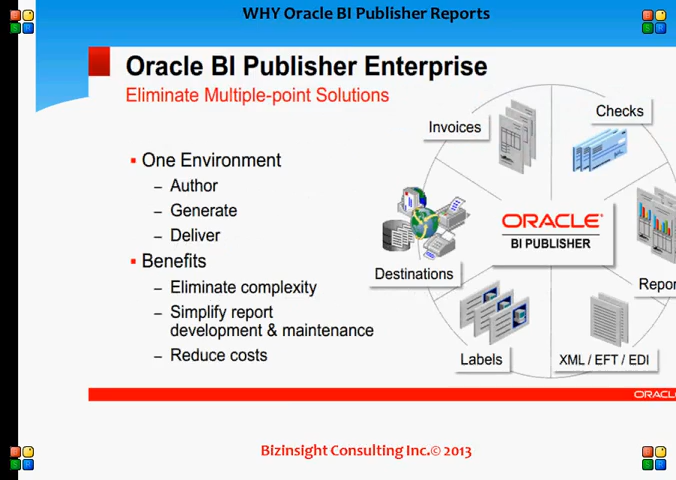 WHY Oracle BI Publisher Reports
Oracle BI Publisher Enterprise
Eliminate Multiple-point Solutions
▪ One Environment
– Author
– Generate
– Deliver
▪ Benefits
– Eliminate complexity
– Simplify report
development & maintenance
– Reduce costs
Invoices
Checks
ORACLE®
BI PUBLISHER
Destinations
Repor
Labels
XML / EFT / EDI
ORACL
Bizinsight Consulting Inc.© 2013